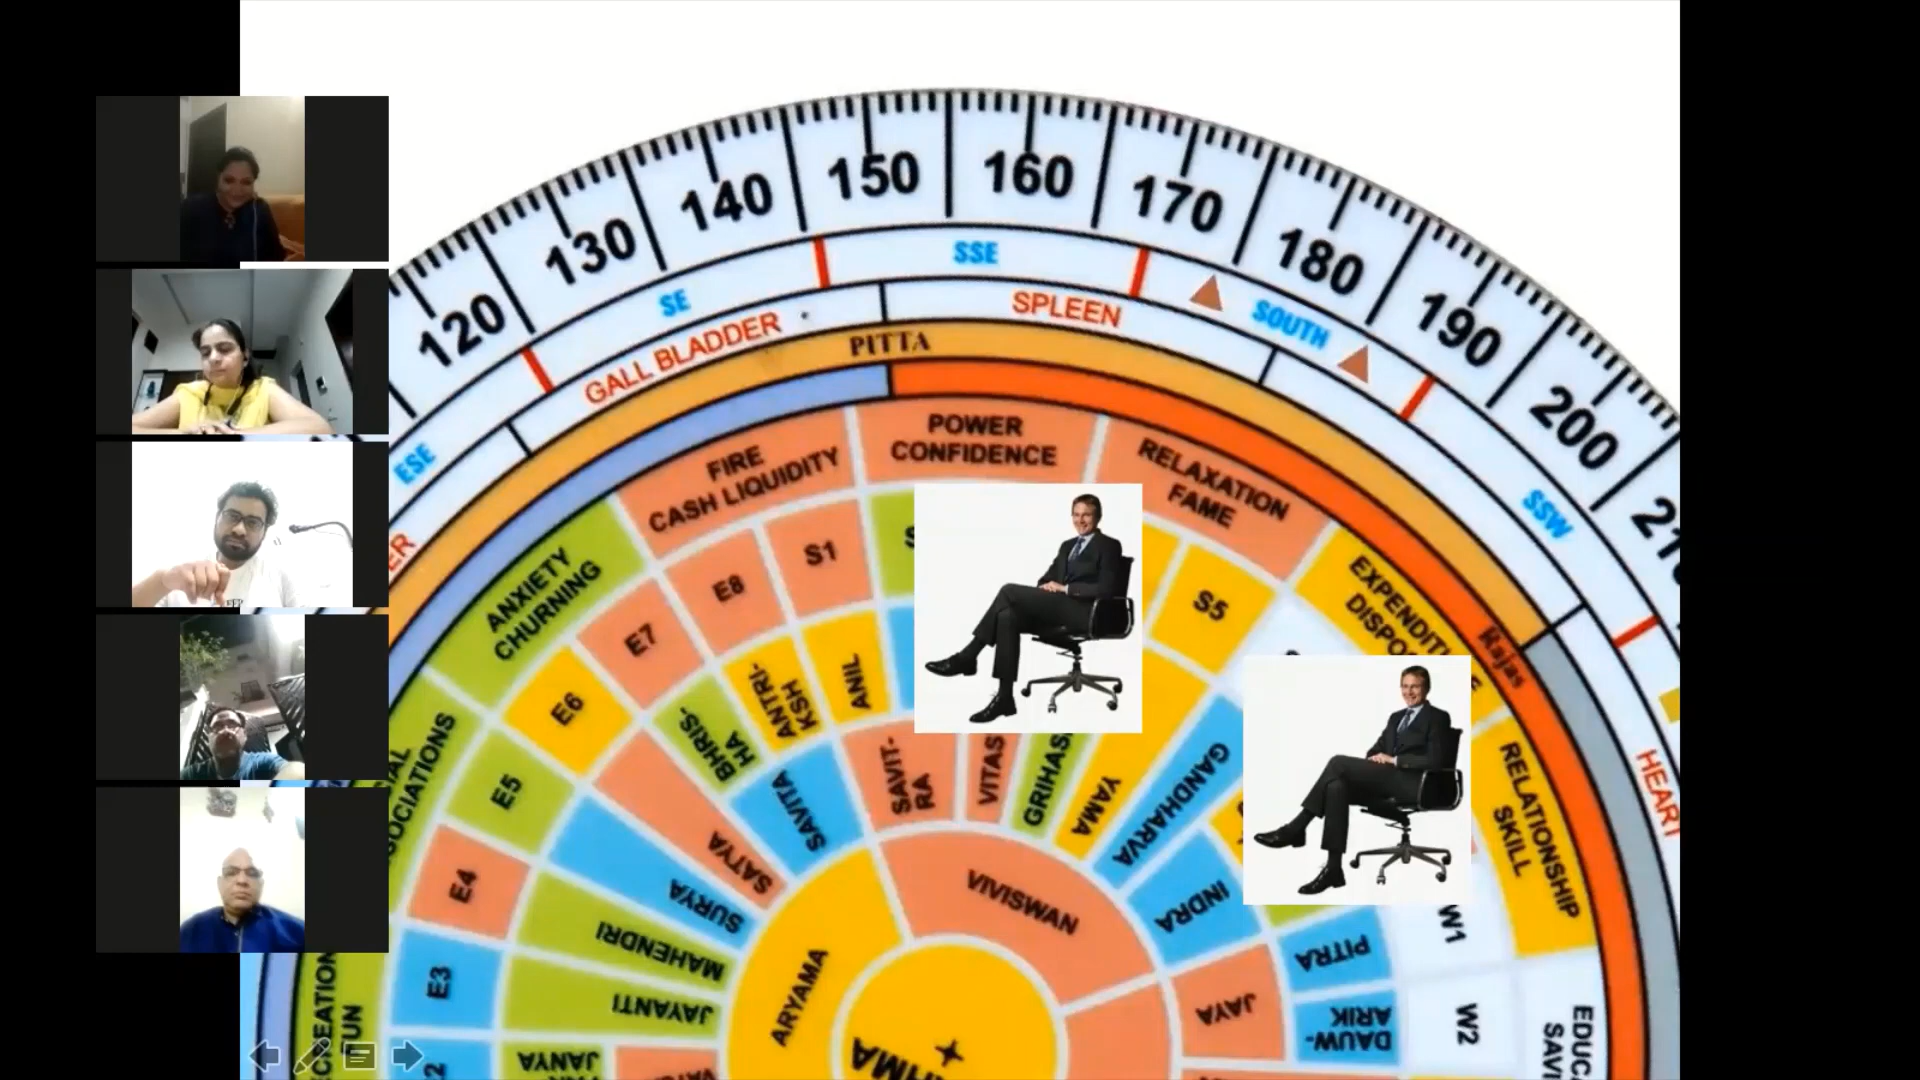 120
130
140
150
160
170
180
190
200
ESE
SE
SSE
SOUTH
SSW
GALL BLADDER
SPLEEN
HEART
PITTA
Rajas
ANXIETY
CHURNING
FIRE
CASH LIQUIDITY
POWER
CONFIDENCE
RELAXATION
FAME
RELATIONSHIP
SKILL
E3
E4
E5
E6
E7
E8
S1
S5
W1
W2
JAYANTI
MAHENDRI
SURYA
SATYA
BHRIS-
HA
ANTRI-
KSH
ANIL
SAVITA
SAVIT-
RA
YAMA
GANDHARVA
INDRA
PITRA
JAYA
DAUW-
ARIK
ARYAMA
VIVISWAN